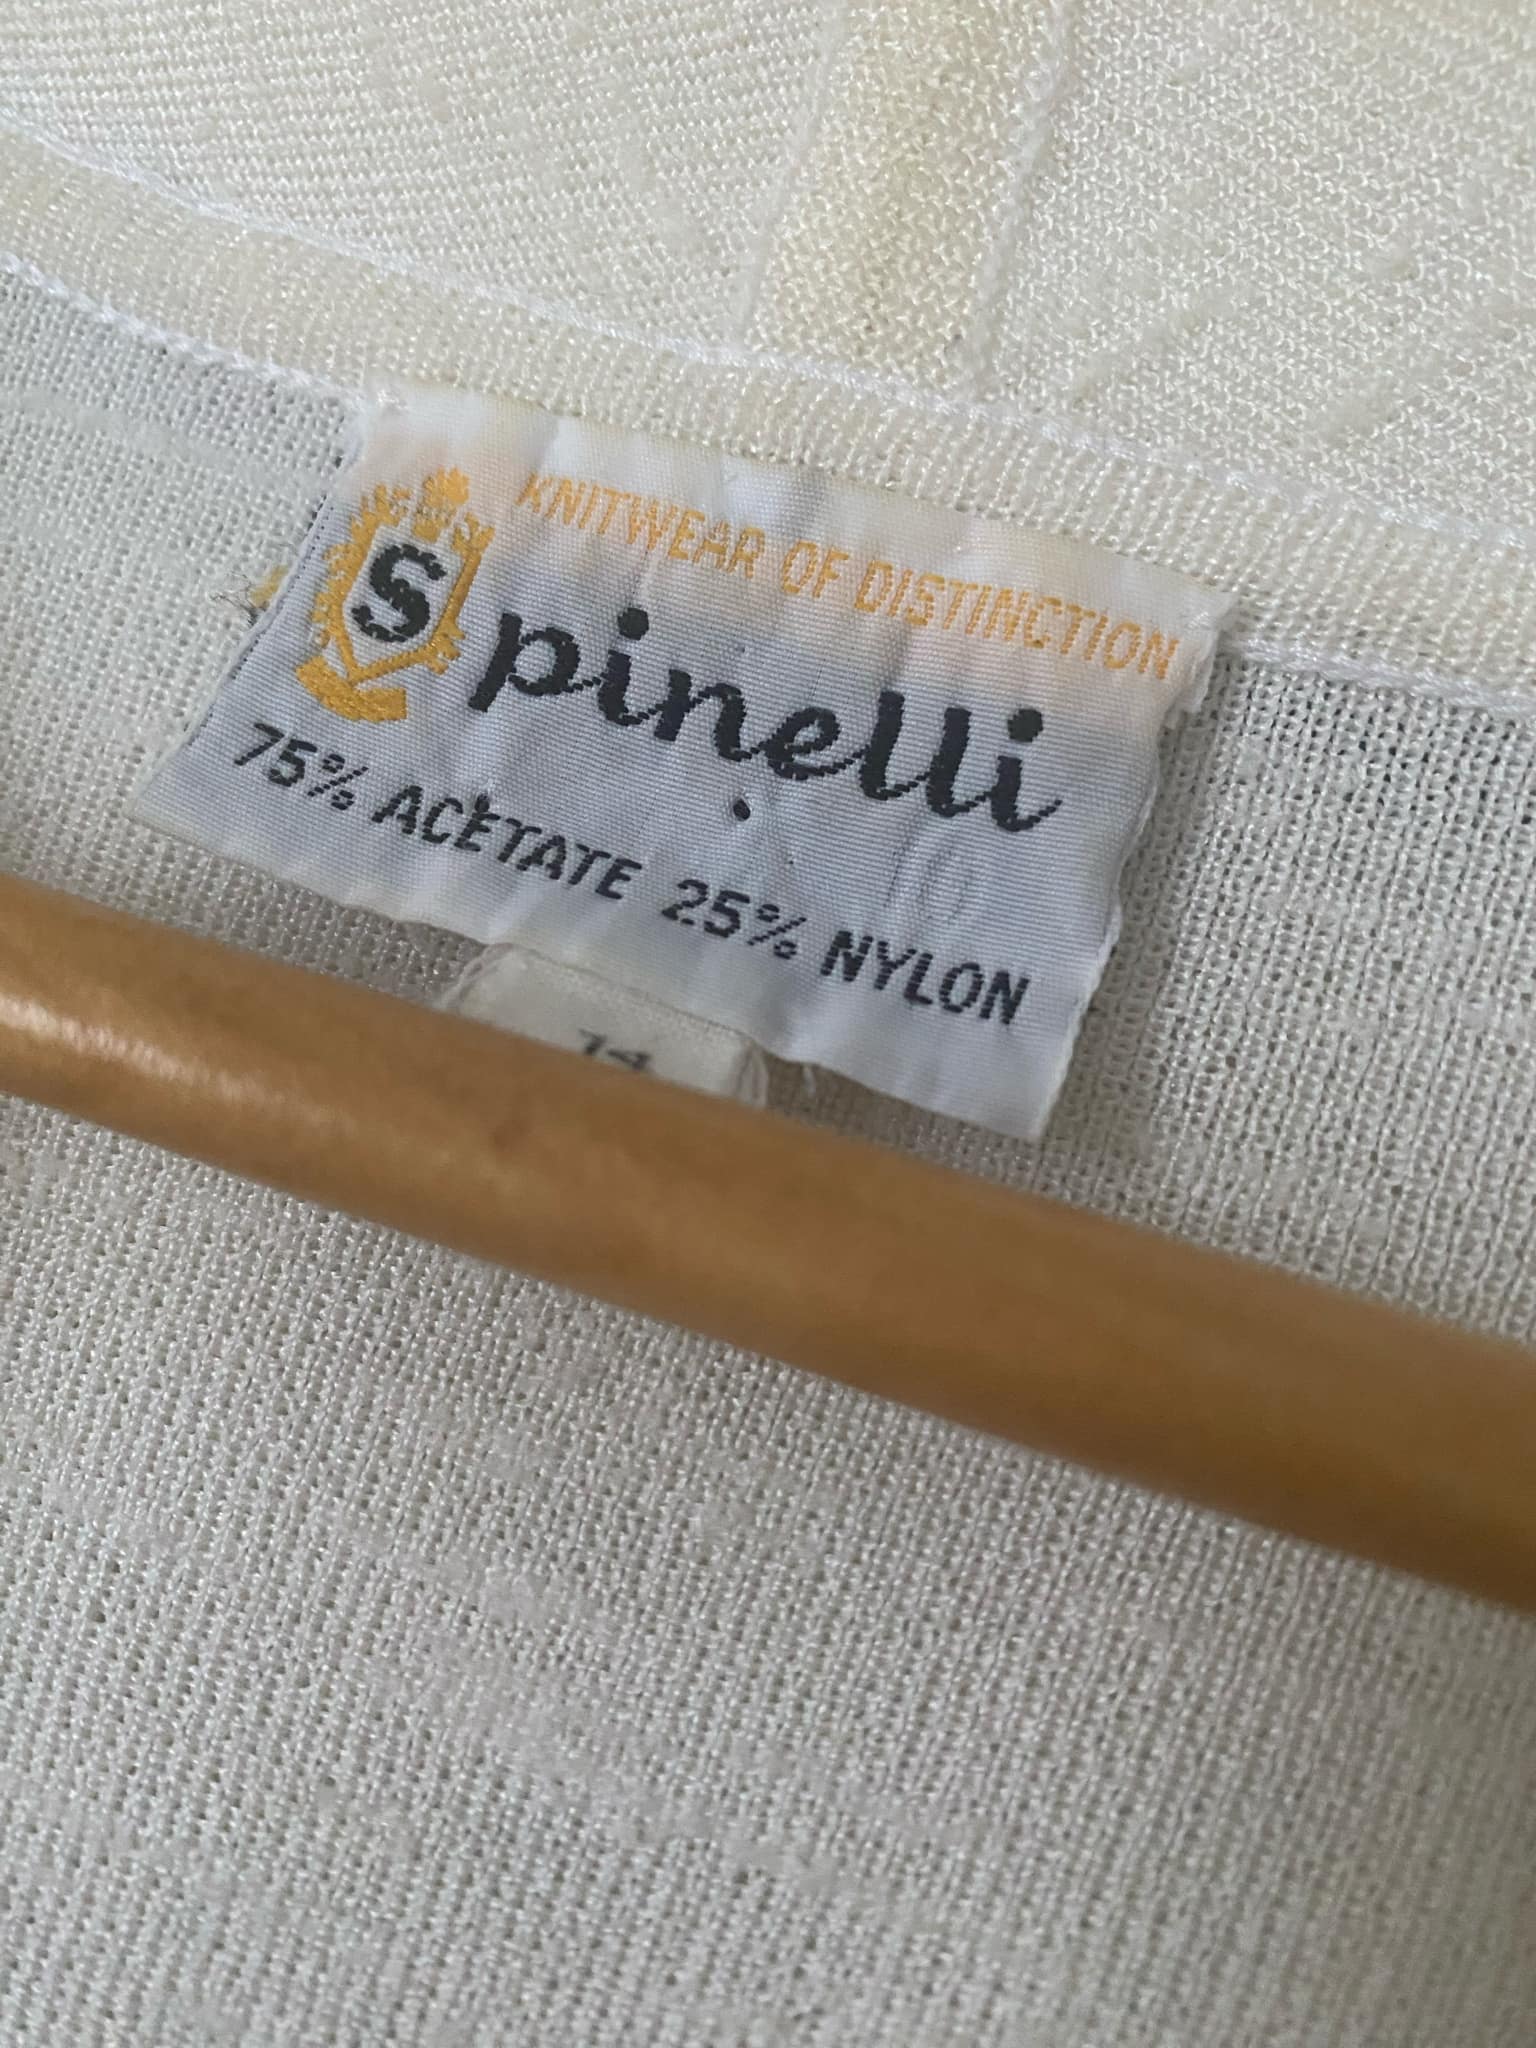 KNITWEAR OF DISTINCTION
Spinelli
75% ACETATE 25% NYLON